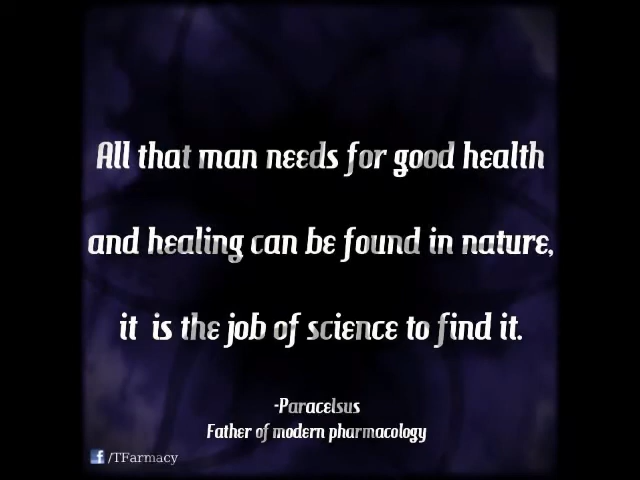 All that man needs for good health
and healing can be found in nature,
it is the job of science to find it.
-Paracelsus
Father of modern pharmacology
f /TFarmacy